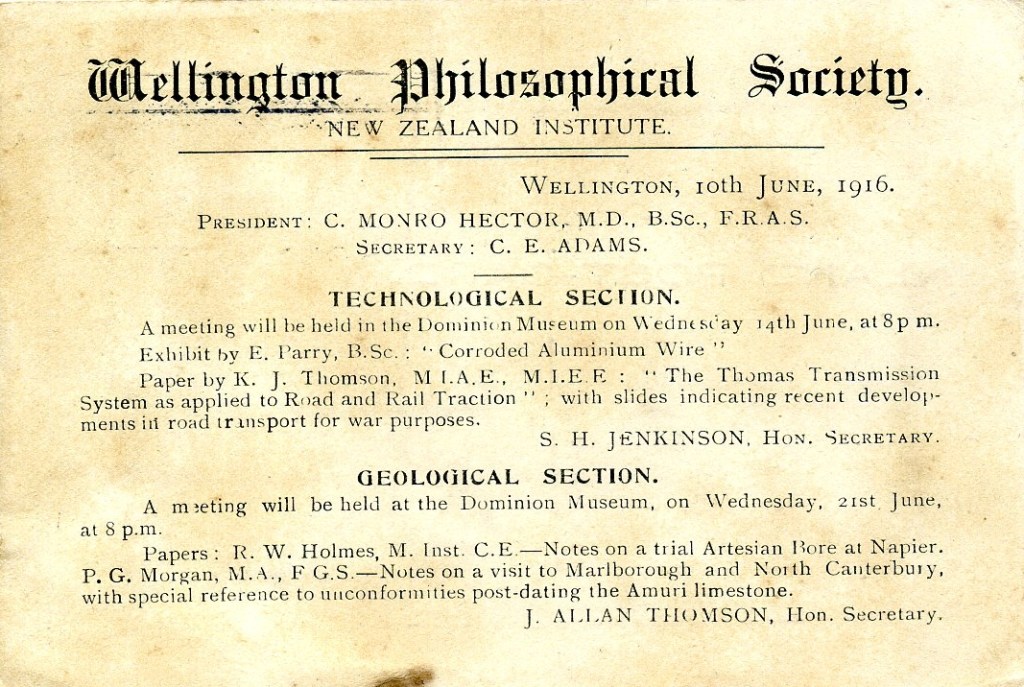 Wellington Philosophical Society.
NEW ZEALAND INSTITUTE.
WELLINGTON, 10th JUNE, 1916.
PRESIDENT: C. MONRO HECTOR, M.D., B.Sc., F.R.A.S.
SECRETARY: C. E. ADAMS.
TECHNOLOGICAL SECTION.
A meeting will be held in the Dominion Museum on Wednesday 14th June, at 8 p m.
Exhibit by E. Parry, B.Sc.: "Corroded Aluminium Wire"
Paper by K. J. Thomson, M I.A.E., M.I.E.E : "The Thomas Transmission
System as applied to Road and Rail Traction"; with slides indicating recent develop-
ments in road transport for war purposes.
S. H. JENKINSON, HON. SECRETARY.
GEOLOGICAL SECTION.
A meeting will be held at the Dominion Museum, on Wednesday, 21st June,
at 8 p.m.
Papers: R. W. Holmes, M. Inst. C.E.—Notes on a trial Artesian Bore at Napier.
P. G. Morgan, M.A., F G.S.—Notes on a visit to Marlborough and North Canterbury,
with special reference to unconformities post-dating the Amuri limestone.
J. ALLAN THOMSON, Hon. Secretary.